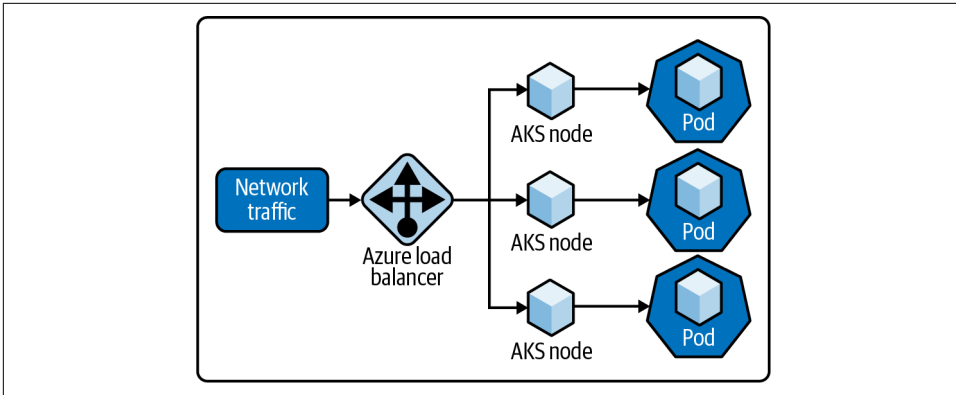 Network
traffic
Azure load
balancer
AKS node
Pod
AKS node
Pod
AKS node
Pod